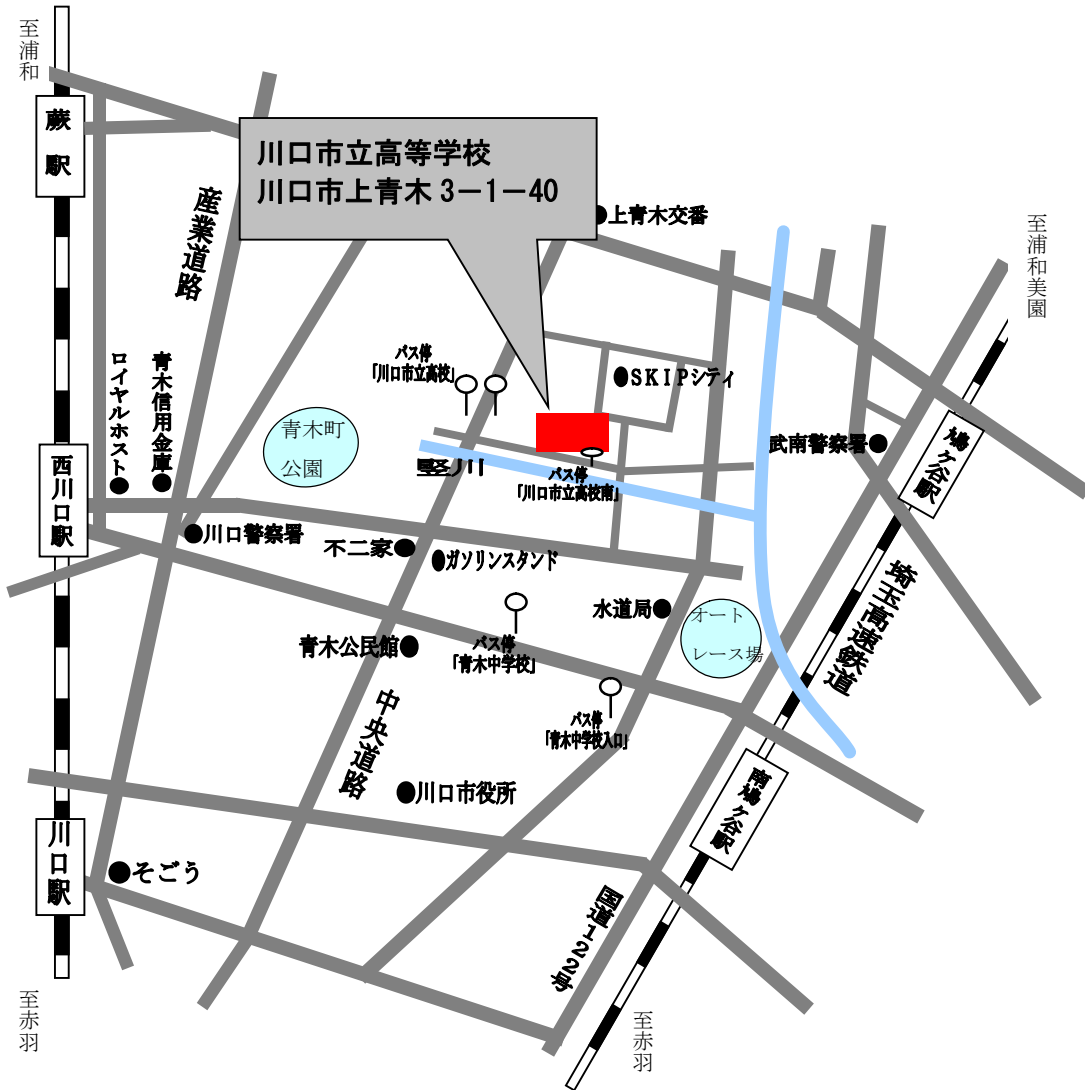 至浦和
蕨駅
川口市立高等学校
川口市上青木 3－1－40
産業道路
●上青木交番
至浦和美園
バス停
「川口市立高校」
●SKIPシティ
ロイヤルホスト●
青木信用金庫●
青木町
公園
武南警察署●
鳩ヶ谷駅
西川口駅
竪川
バス停
「川口市立高校南」
●川口警察署
不二家●
●ガソリンスタンド
埼玉高速鉄道
水道局●
オート
レース場
青木公民館●
バス停
「青木中学校」
中央道路
バス停
「青木中学校入口」
●川口市役所
南鳩ヶ谷駅
川口駅
●そごう
国道122号
至赤羽
至赤羽